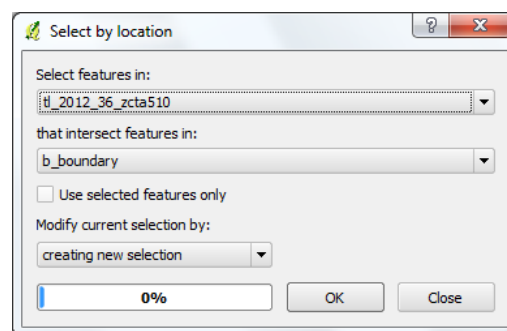 Select by location
Select features in:
tl_2012_36_zcta510
that intersect features in:
b_boundary
Use selected features only
Modify current selection by:
creating new selection
0%
OK
Close